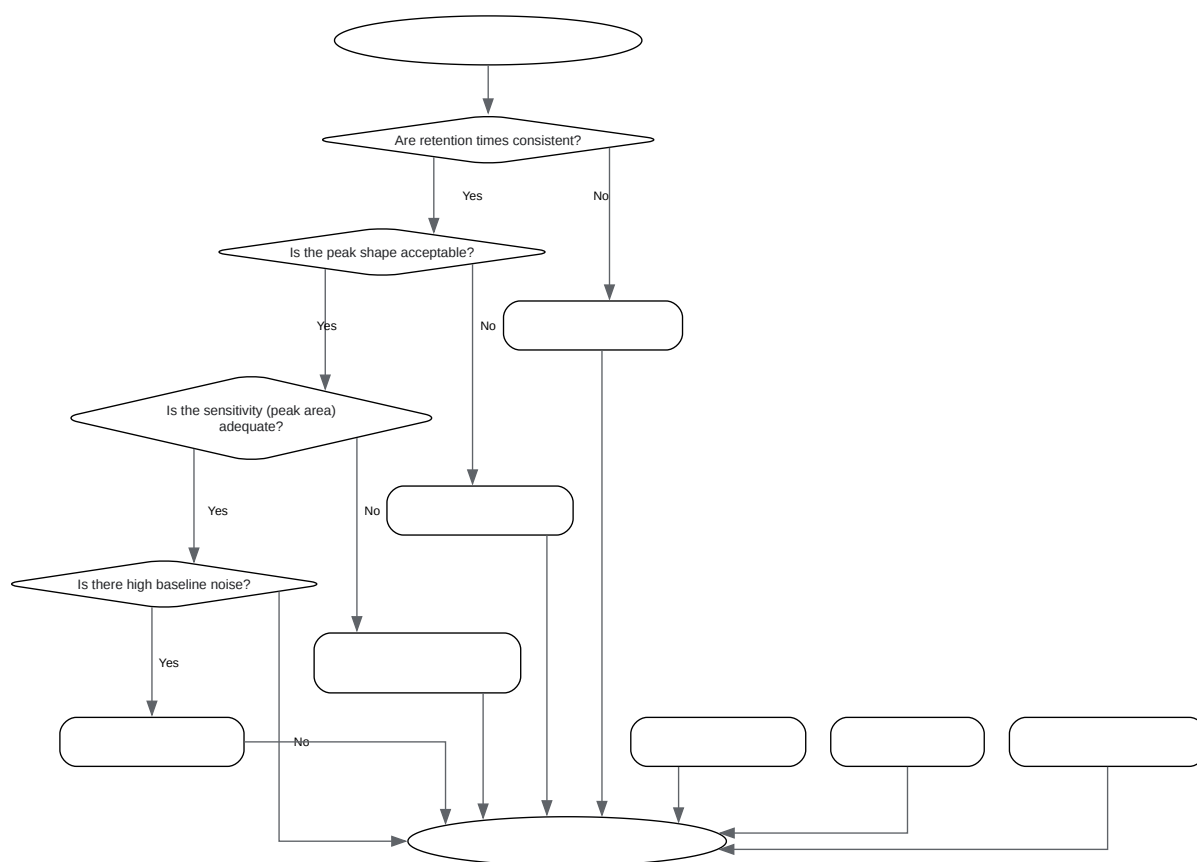 Are retention times consistent?
Yes
No
Is the peak shape acceptable?
Yes
No
Is the sensitivity (peak area)
adequate?
Yes
No
Is there high baseline noise?
Yes
No